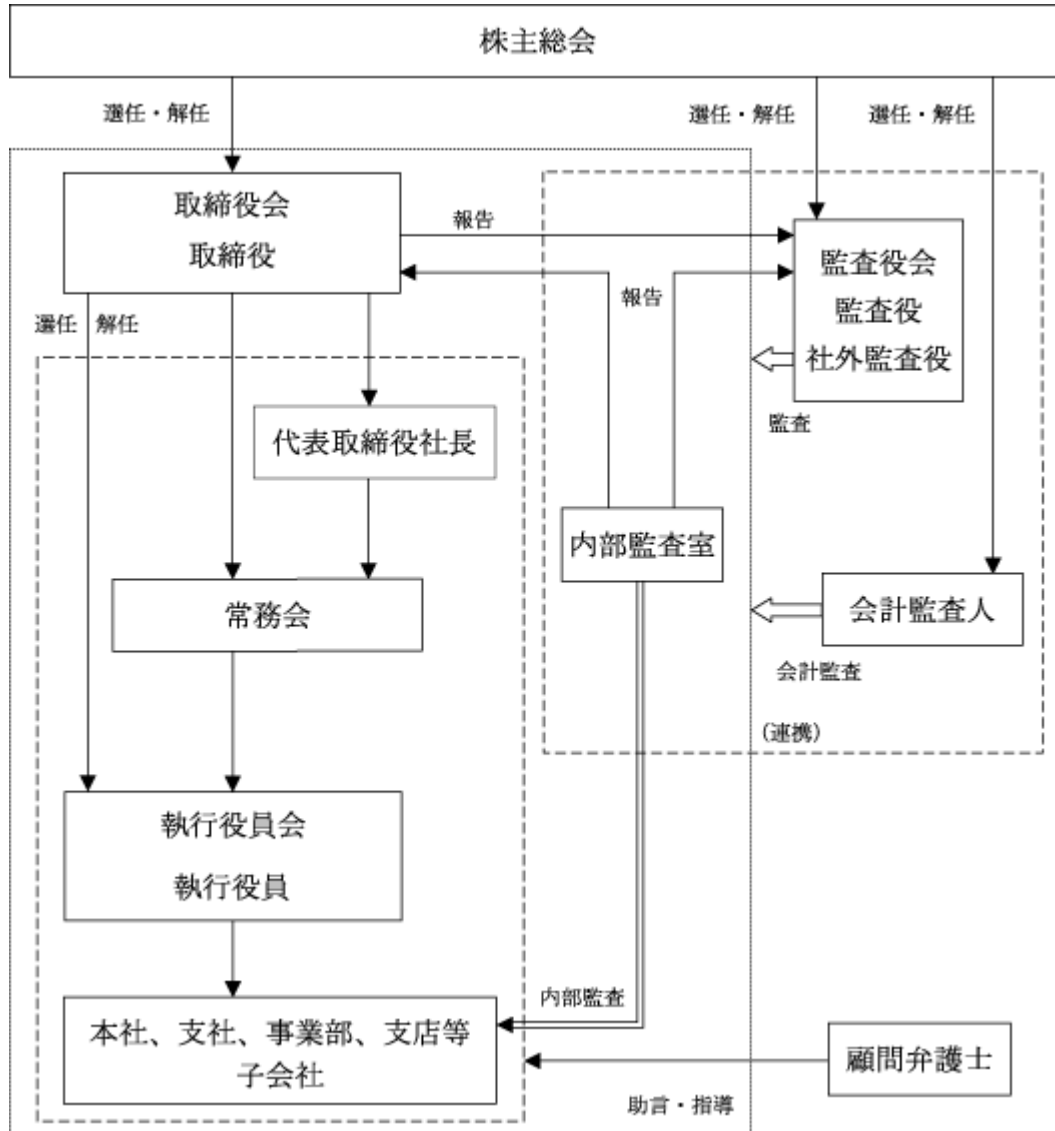 株主総会
選任・解任
選任・解任
選任・解任
取締役会
取締役
報告
監査役会
監査役
社外監査役
報告
選任
解任
監査
代表取締役社長
内部監査室
常務会
会計監査人
会計監査
(連携)
執行役員会
執行役員
内部監査
本社、支社、事業部、支店等
子会社
顧問弁護士
助言・指導